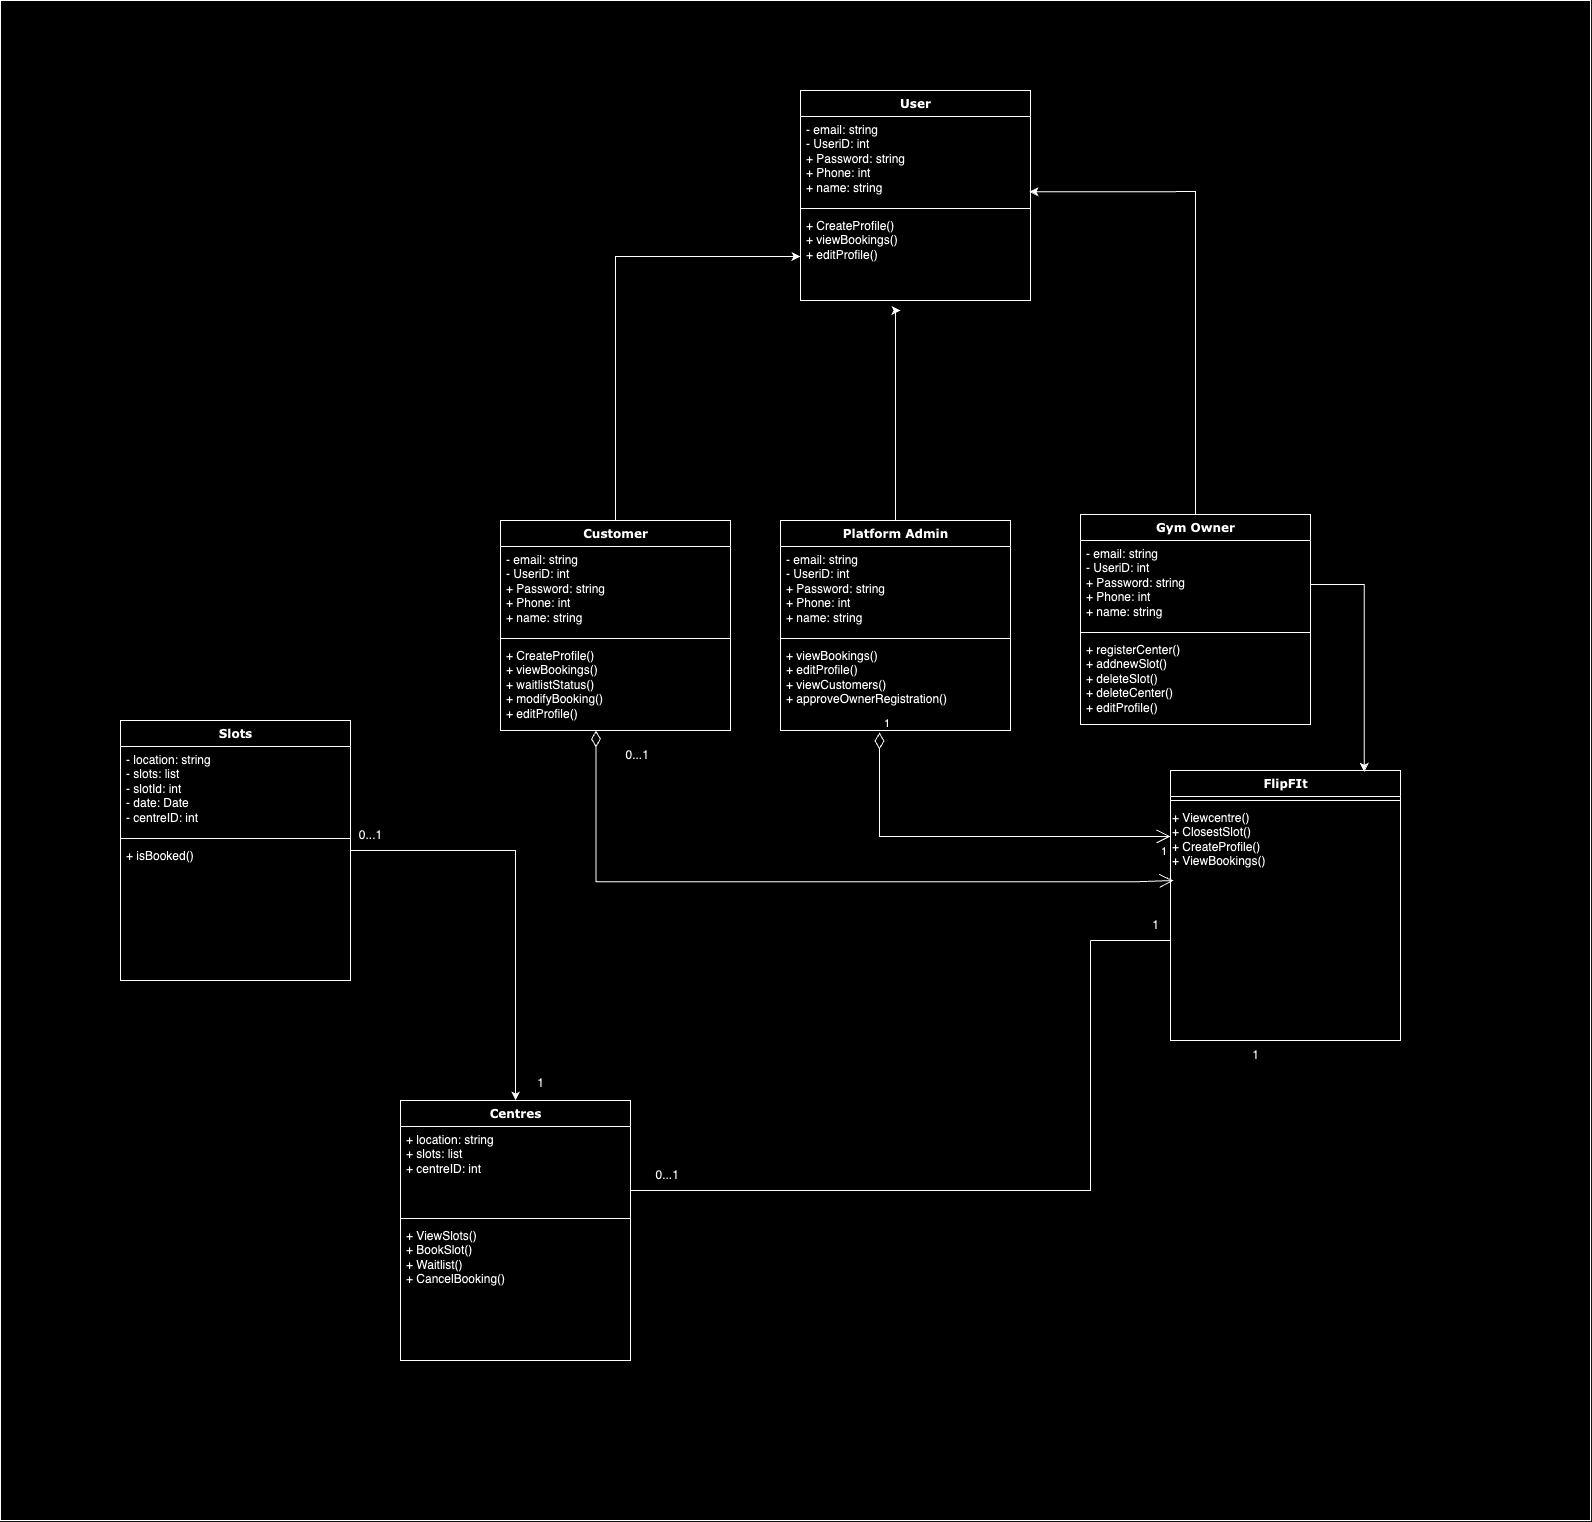 User
- email: string
- UseriD: int
+ Password: string
+ Phone: int
+ name: string
+ CreateProfile()
+ viewBookings()
+ editProfile()
Customer
- email: string
- UseriD: int
+ Password: string
+ Phone: int
+ name: string
+ CreateProfile()
+ viewBookings()
+ waitlistStatus()
+ modifyBooking()
+ editProfile()
0...1
Platform Admin
- email: string
- UseriD: int
+ Password: string
+ Phone: int
+ name: string
+ viewBookings()
+ editProfile()
+ viewCustomers()
+ approveOwnerRegistration()
1
Gym Owner
- email: string
- UseriD: int
+ Password: string
+ Phone: int
+ name: string
+ registerCenter()
+ addnewSlot()
+ deleteSlot()
+ deleteCenter()
+ editProfile()
Slots
- location: string
- slots: list
- slotId: int
- date: Date
- centreID: int
+ isBooked()
0...1
FlipFIt
+ Viewcentre()
+ ClosestSlot()
+ CreateProfile()
+ ViewBookings()
1
1
1
1
Centres
+ location: string
+ slots: list
+ centreID: int
+ ViewSlots()
+ BookSlot()
+ Waitlist()
+ CancelBooking()
0...1